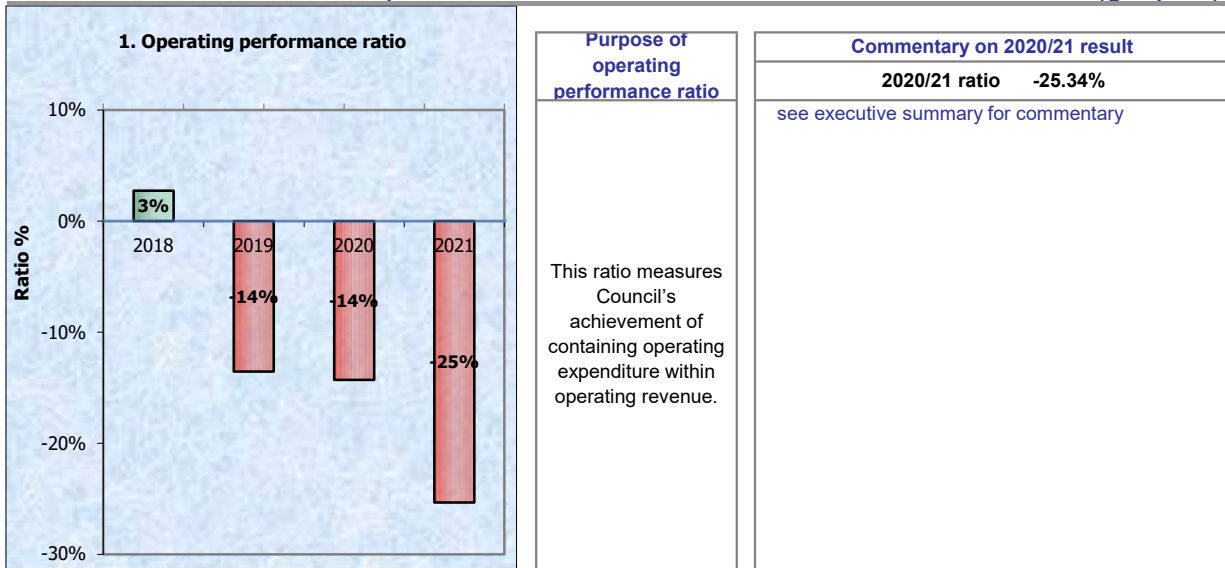 1. Operating performance ratio
10%
0%
-10%
-20%
-30%
Ratio %
3%
-14%
-14%
-25%
2018
2019
2020
2021
Purpose of
operating
performance ratio
This ratio measures
Council’s
achievement of
containing operating
expenditure within
operating revenue.
Commentary on 2020/21 result
2020/21 ratio -25.34%
see executive summary for commentary